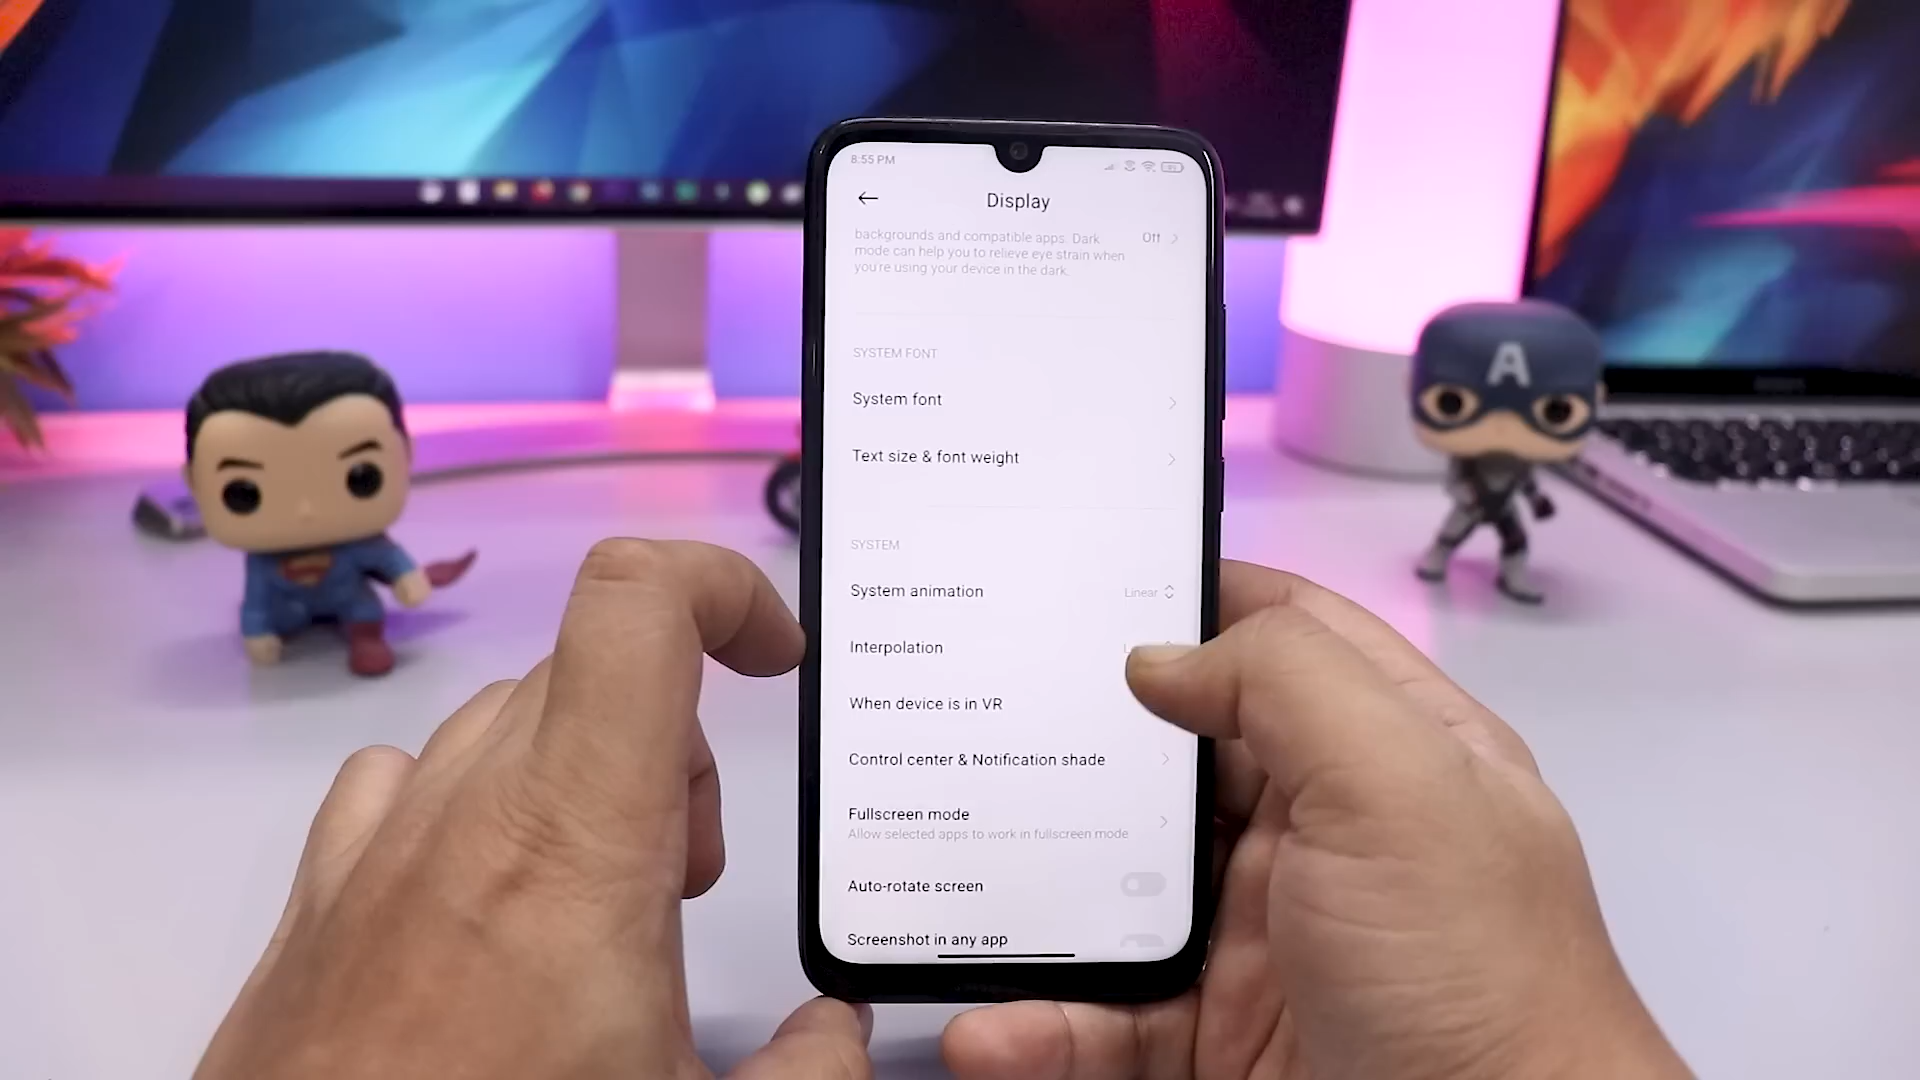 8:55 PM
Display
backgrounds and compatible apps. Dark
mode can help you to relieve eye strain when
you're using your device in the dark.
Off
SYSTEM FONT
System font
Text size & font weight
SYSTEM
System animation
Linear
Interpolation
When device is in VR
Control center & Notification shade
Fullscreen mode
Allow selected apps to work in fullscreen mode
Auto-rotate screen
Screenshot in any app
A